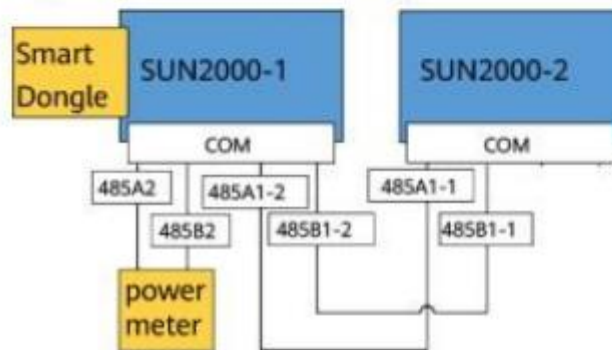 Smart
Dongle
SUN2000-1
SUN2000-2
COM
COM
485A2
485A1-2
485A1-1
485B2
485B1-2
485B1-1
power
meter